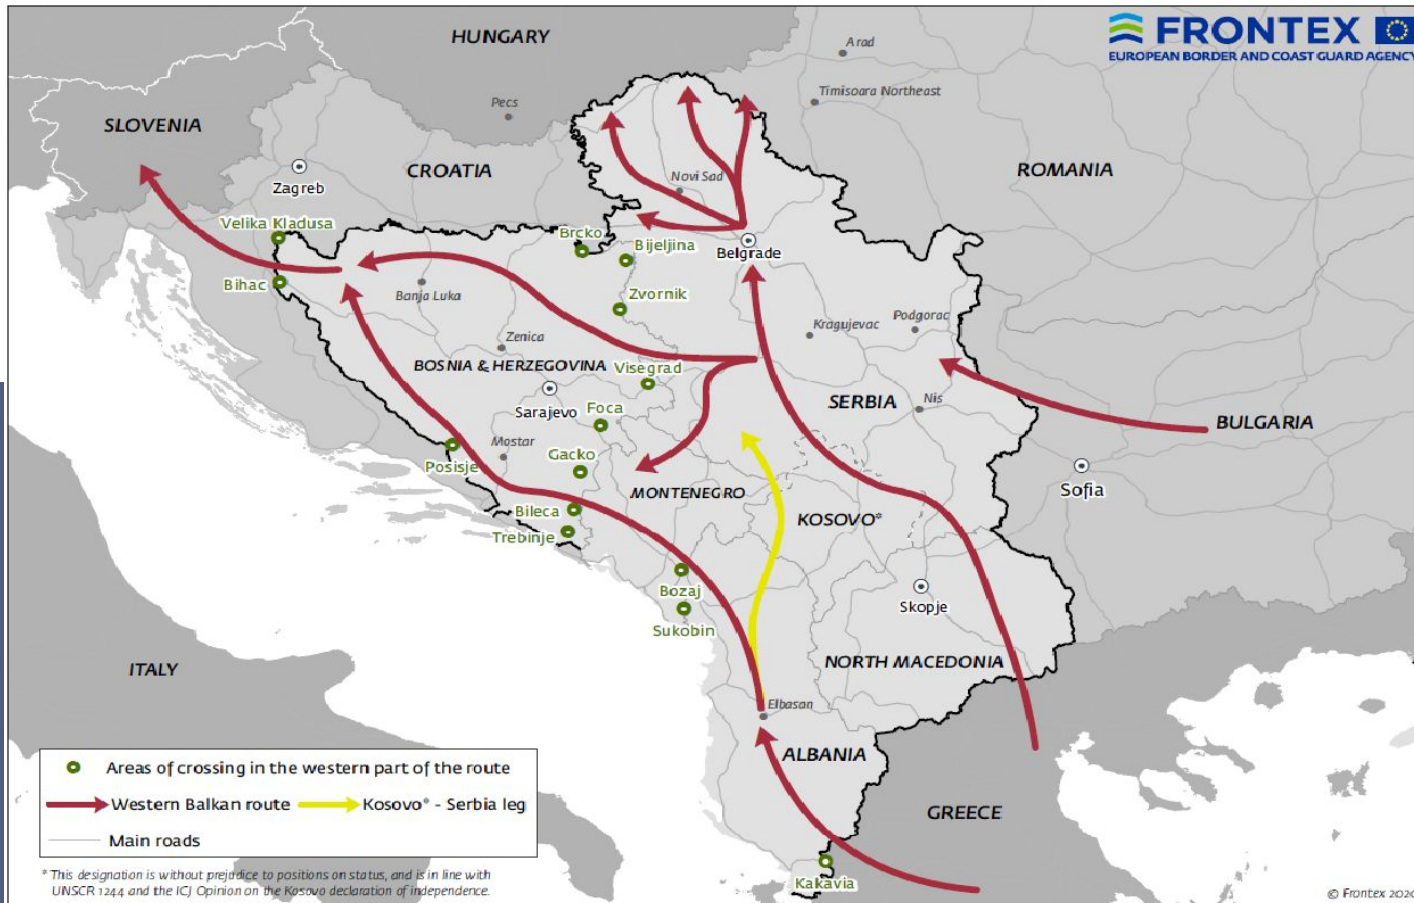 FRONTEX
EUROPEAN BORDER AND COAST GUARD AGENCY
HUNGARY
Arad
Pecs
Timisoara Northeast
SLOVENIA
CROATIA
ROMANIA
Zagreb
Novi Sad
Velika Kladusa
Brcko
Bijeljina
Belgrade
Bihac
Banja Luka
Zvornik
Kragujevac
Podgorac
Zenica
BOSNIA & HERZEGOVINA
Visegrad
SERBIA
Nis
Sarajevo
Foca
BULGARIA
Mostar
Gacko
Posisje
MONTENEGRO
Sofia
Bileca
KOSOVO*
Trebinje
Bozaj
Skopje
Sukobin
ITALY
NORTH MACEDONIA
Elbasan
ALBANIA
GREECE
Kakavia
Areas of crossing in the western part of the route
Western Balkan route
Kosovo* - Serbia leg
Main roads
* This designation is without prejudice to positions on status, and is in line with
UNSCR 1244 and the ICJ Opinion on the Kosovo declaration of independence.
© Frontex 2020